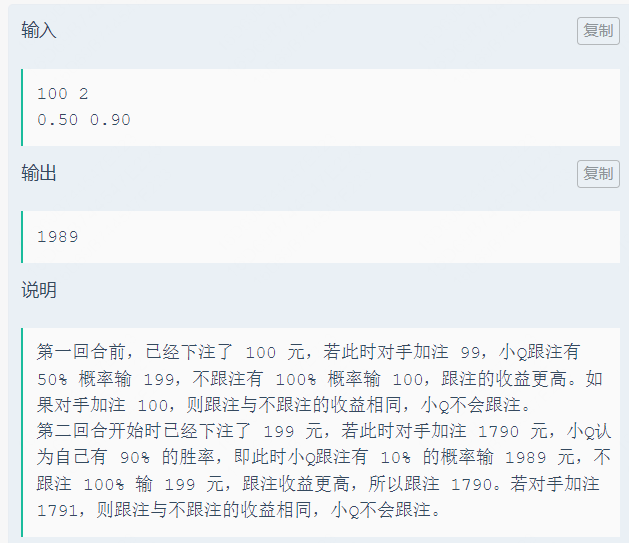 输入
复制
100 2
0.50 0.90
输出
复制
1989
说明
第一回合前，已经下注了 100 元，若此时对手加注 99，小Q跟注有
50% 概率输 199，不跟注有 100% 概率输 100，跟注的收益更高。如
果对手加注 100，则跟注与不跟注的收益相同，小Q不会跟注。
第二回合开始时已经下注了 199 元，若此时对手加注 1790 元，小Q认
为自己有 90% 的胜率，即此时小Q跟注有 10% 的概率输 1989 元，不
跟注 100% 输 199 元，跟注收益更高，所以跟注 1790。若对手加注
1791，则跟注与不跟注的收益相同，小Q不会跟注。